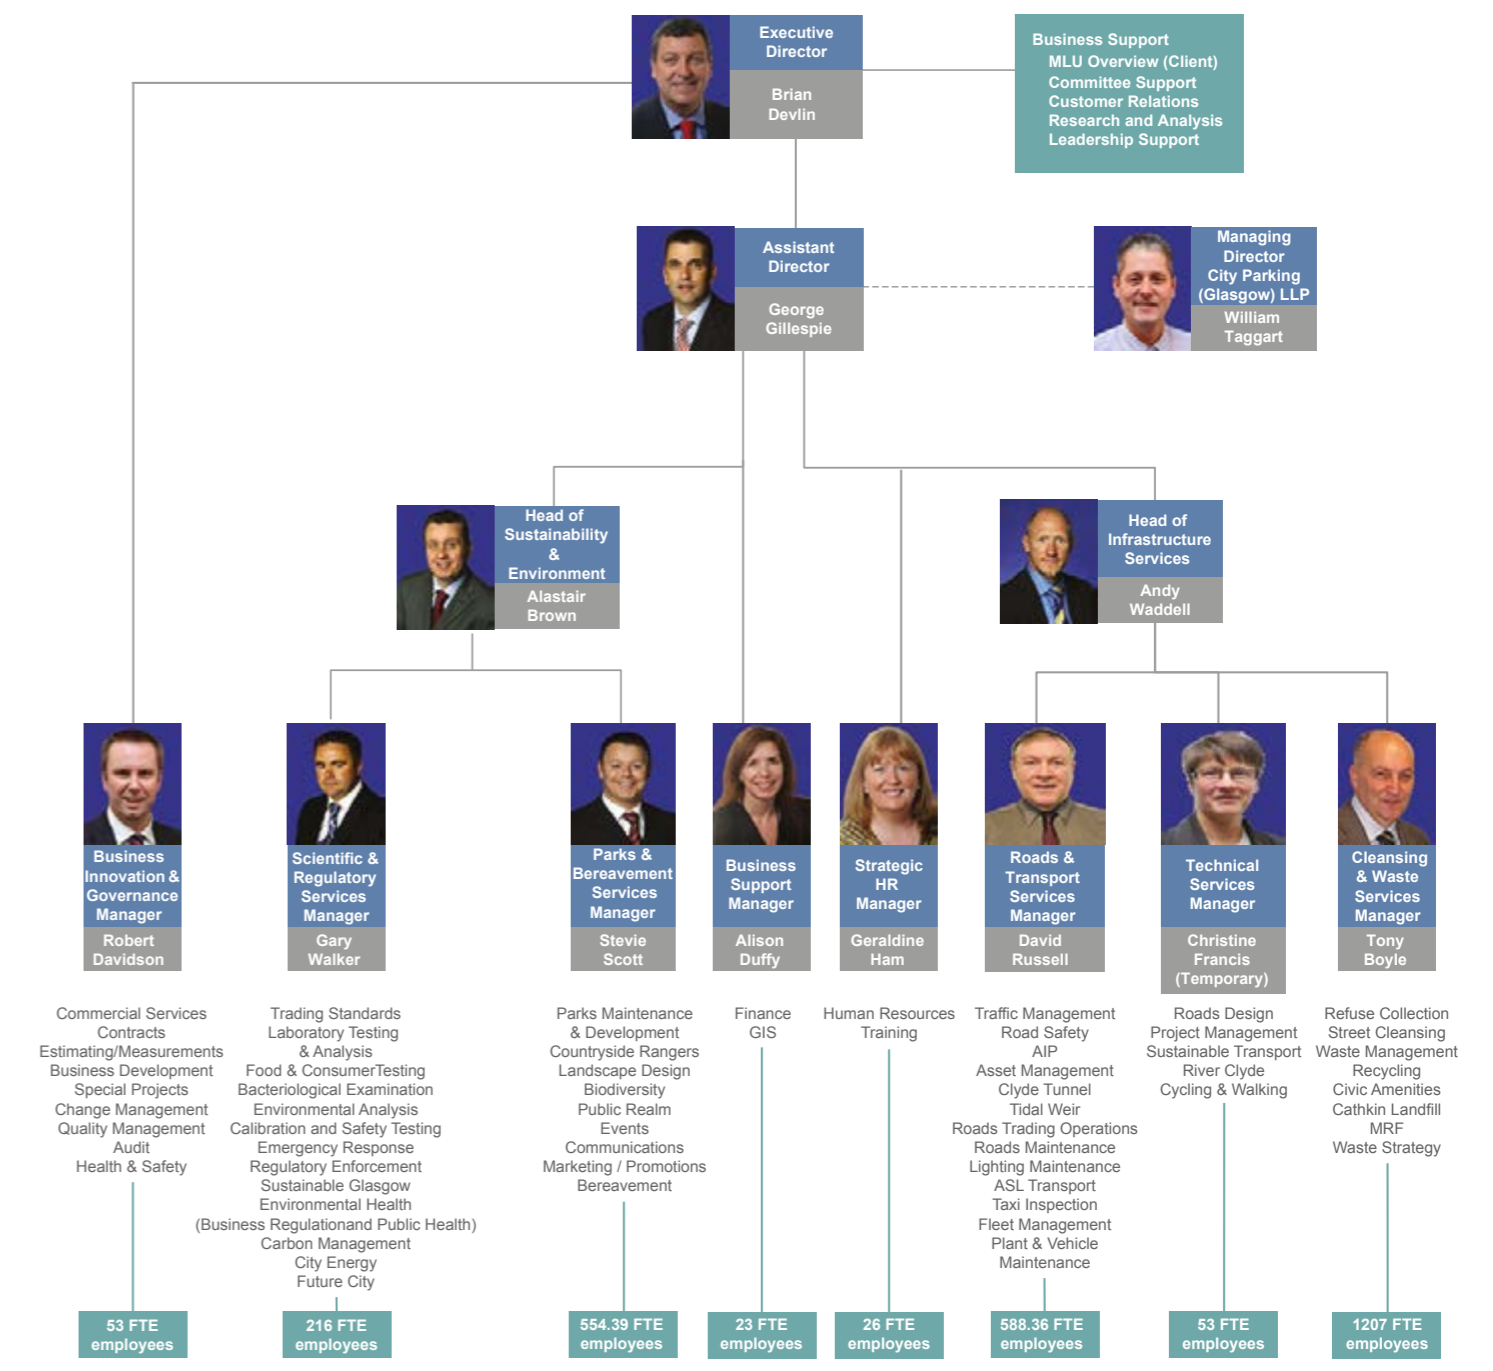 Executive
Director
Brian
Devlin
Business Support
MLU Overview (Client)
Committee Support
Customer Relations
Research and Analysis
Leadership Support
Assistant
Director
George
Gillespie
Managing
Director
City Parking
(Glasgow) LLP
William
Taggart
Head of
Sustainability
&
Environment
Alastair
Brown
Head of
Infrastructure
Services
Andy
Waddell
Business
Innovation &
Governance
Manager
Robert
Davidson
Scientific &
Regulatory
Services
Manager
Gary
Walker
Parks &
Bereavement
Services
Manager
Stevie
Scott
Business
Support
Manager
Alison
Duffy
Strategic
HR
Manager
Geraldine
Ham
Roads &
Transport
Services
Manager
David
Russell
Technical
Services
Manager
Christine
Francis
(Temporary)
Cleansing
& Waste
Services
Manager
Tony
Boyle
Commercial Services
Contracts
Estimating/Measurements
Business Development
Special Projects
Change Management
Quality Management
Audit
Health & Safety
Trading Standards
Laboratory Testing
& Analysis
Food & ConsumerTesting
Bacteriological Examination
Environmental Analysis
Calibration and Safety Testing
Emergency Response
Regulatory Enforcement
Sustainable Glasgow
Environmental Health
(Business Regulationand Public Health)
Carbon Management
City Energy
Future City
Parks Maintenance
& Development
Countryside Rangers
Landscape Design
Biodiversity
Public Realm
Events
Communications
Marketing / Promotions
Bereavement
Finance
GIS
Human Resources
Training
Traffic Management
Road Safety
AIP
Asset Management
Clyde Tunnel
Tidal Weir
Roads Trading Operations
Roads Maintenance
Lighting Maintenance
ASL Transport
Taxi Inspection
Fleet Management
Plant & Vehicle
Maintenance
Roads Design
Project Management
Sustainable Transport
River Clyde
Cycling & Walking
Refuse Collection
Street Cleansing
Waste Management
Recycling
Civic Amenities
Cathkin Landfill
MRF
Waste Strategy
53 FTE
employees
216 FTE
employees
554.39 FTE
employees
23 FTE
employees
26 FTE
employees
588.36 FTE
employees
53 FTE
employees
1207 FTE
employees